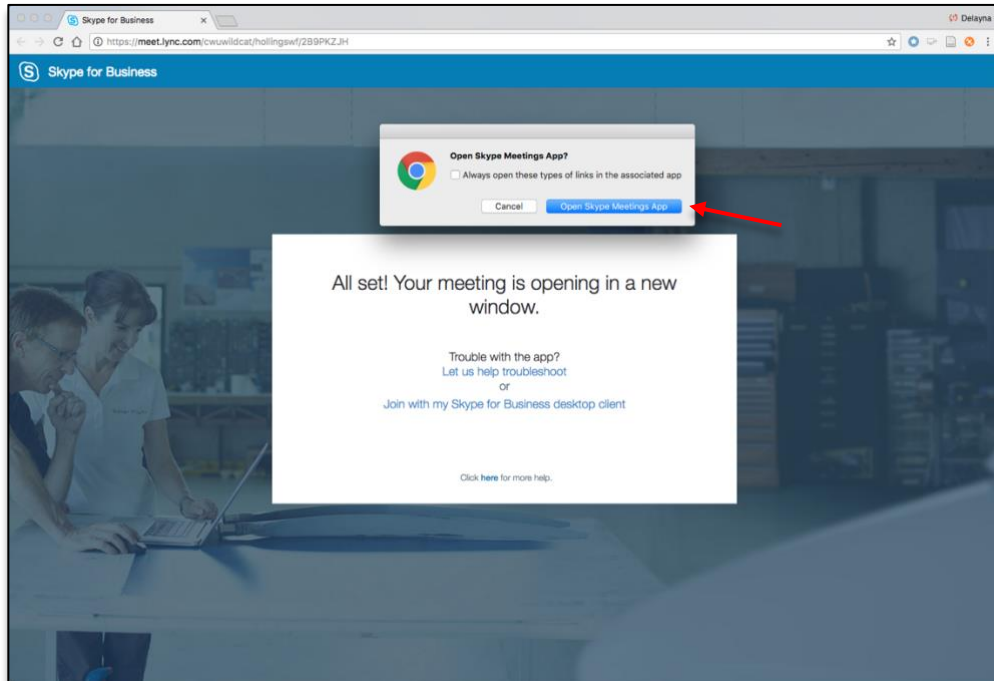 Skype for Business
Delayna
https://meet.lync.com/cwuwildcat/hollingswf/2B9PKZJH
Skype for Business
Open Skype Meetings App?
Always open these types of links in the associated app
Cancel
Open Skype Meetings App
All set! Your meeting is opening in a new
window.
Trouble with the app?
Let us help troubleshoot
or
Join with my Skype for Business desktop client
Click here for more help.